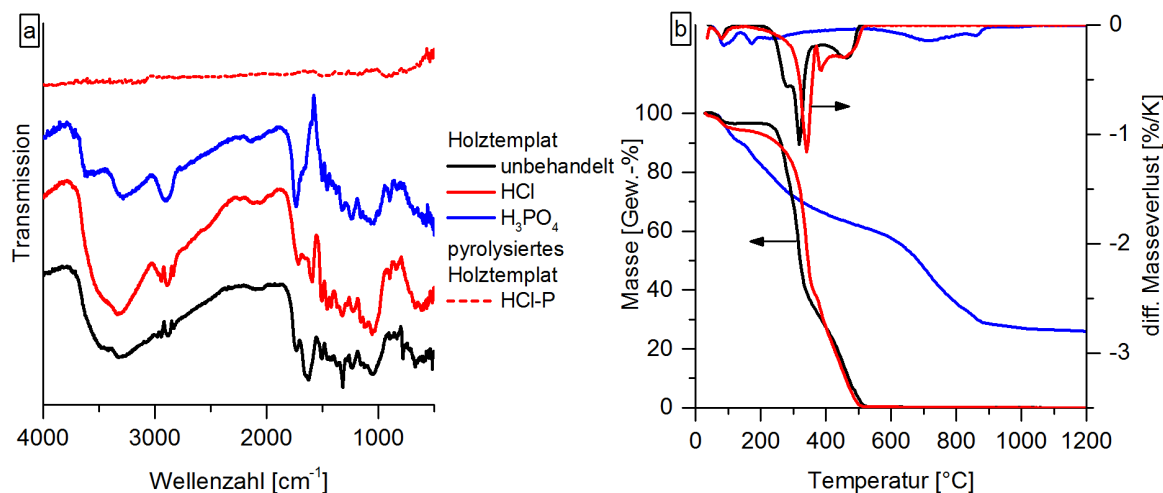 a
Transmission
Holztemplat
unbehandelt
HCl
H₃PO₄
pyrolysiertes
Holztemplat
HCl-P
4000 3000 2000 1000
Wellenzahl [cm⁻¹]
b
Masse [Gew.-%]
100
80
60
40
20
0
0
-1
-2
-3
diff. Masseverlust [%/K]
0 200 400 600 800 1000 1200
Temperatur [°C]